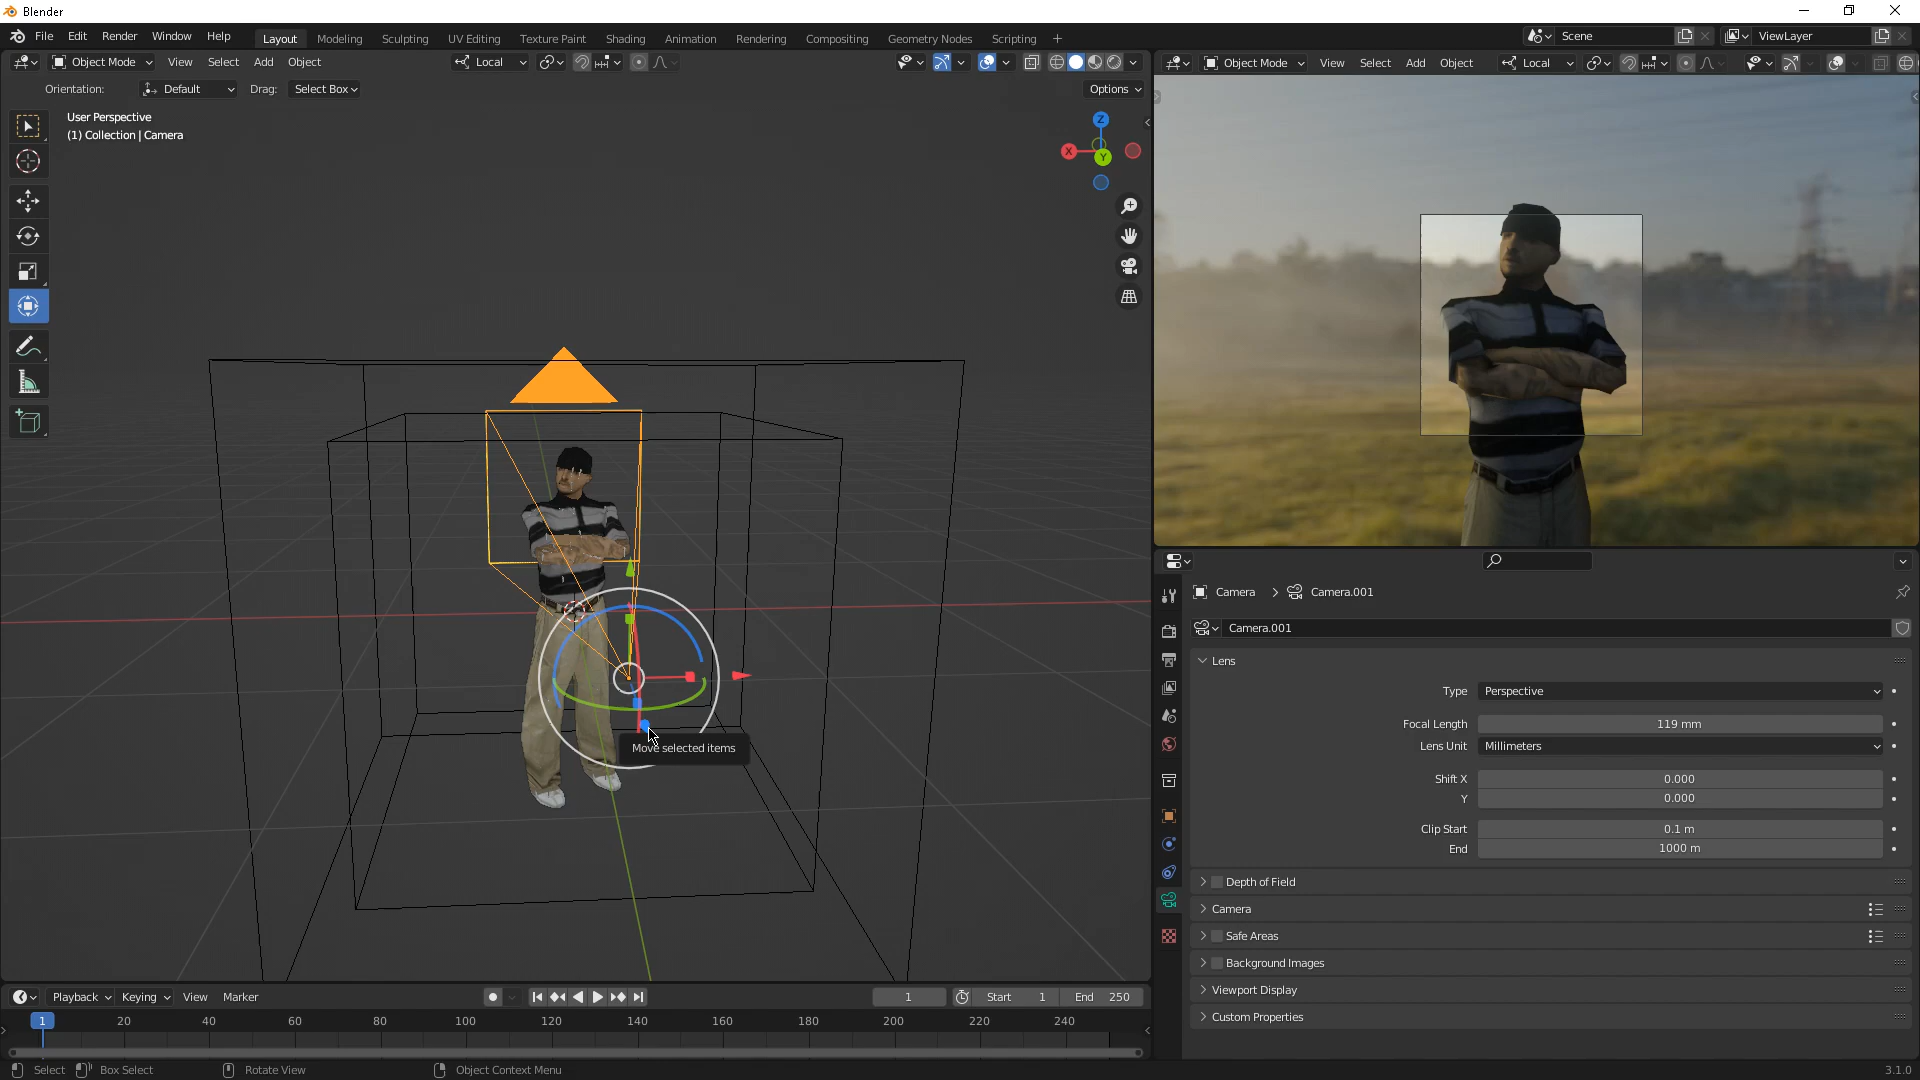 Blender
File Edit Render Window Help Layout Modeling Sculpting UV Editing Texture Paint Shading Animation Rendering Compositing Geometry Nodes Scripting + Scene ViewLayer
Object Mode View Select Add Object Local
Object Mode View Select Add Object Local
Orientation: Default Drag: Select Box Options
User Perspective
(1) Collection | Camera
Z
X
Y
Move selected items
Camera > Camera.001
Camera.001
Lens
Type Perspective
Focal Length 119 mm
Lens Unit Millimeters
Shift X 0.000
Y 0.000
Clip Start 0.1 m
End 1000 m
Depth of Field
Camera
Safe Areas
Background Images
Viewport Display
Custom Properties
Playback Keying View Marker 1 Start 1 End 250
1 20 40 60 80 100 120 140 160 180 200 220 240
Select Box Select Rotate View Object Context Menu 3.1.0